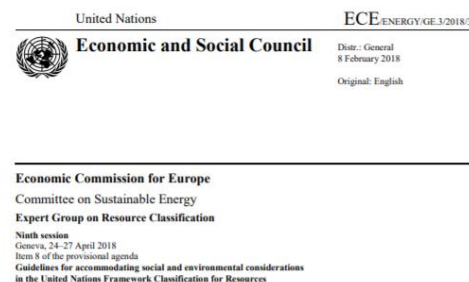 United Nations
ECE/ENERGY/GE.3/2018/
Economic and Social Council
Distr.: General
8 February 2018
Original: English
Economic Commission for Europe
Committee on Sustainable Energy
Expert Group on Resource Classification
Ninth session
Geneva, 24–27 April 2018
Item 8 of the provisional agenda
Guidelines for accommodating social and environmental considerations
in the United Nations Framework Classification for Resources